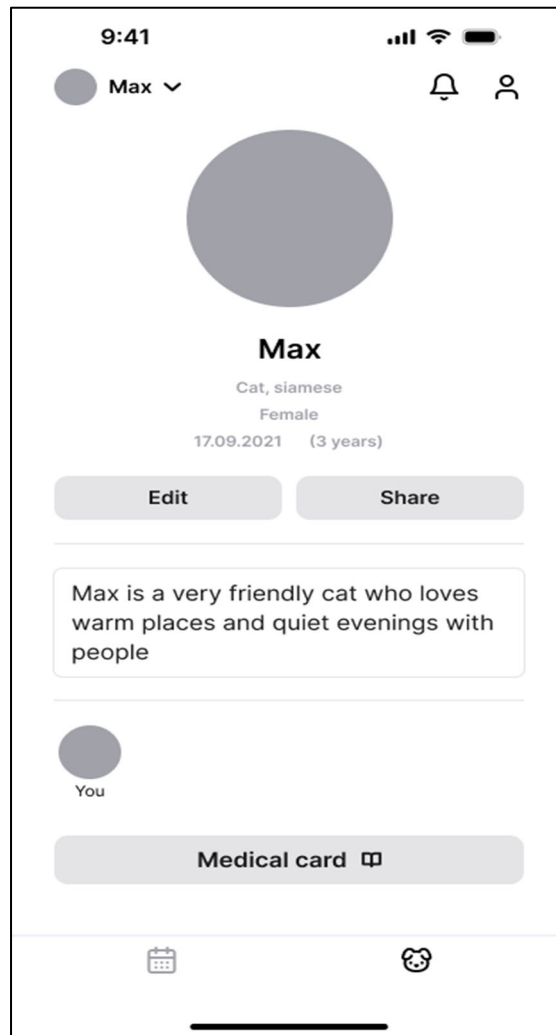 9:41
Max
Max
Cat, siamese
Female
17.09.2021 (3 years)
Edit Share
Max is a very friendly cat who loves
warm places and quiet evenings with
people
You
Medical card